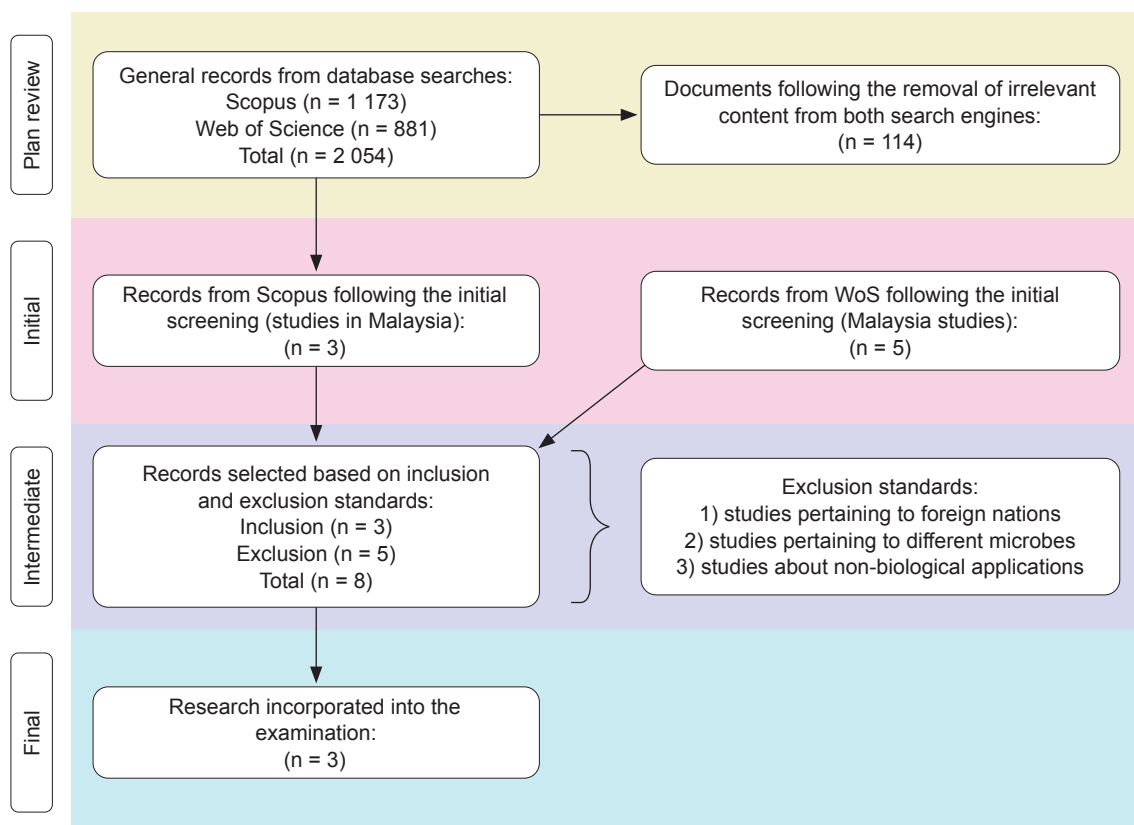 Plan review
General records from database searches:
Scopus (n = 1 173)
Web of Science (n = 881)
Total (n = 2 054)
Documents following the removal of irrelevant
content from both search engines:
(n = 114)
Initial
Records from Scopus following the initial
screening (studies in Malaysia):
(n = 3)
Records from WoS following the initial
screening (Malaysia studies):
(n = 5)
Intermediate
Records selected based on inclusion
and exclusion standards:
Inclusion (n = 3)
Exclusion (n = 5)
Total (n = 8)
Exclusion standards:
1) studies pertaining to foreign nations
2) studies pertaining to different microbes
3) studies about non-biological applications
Final
Research incorporated into the
examination:
(n = 3)